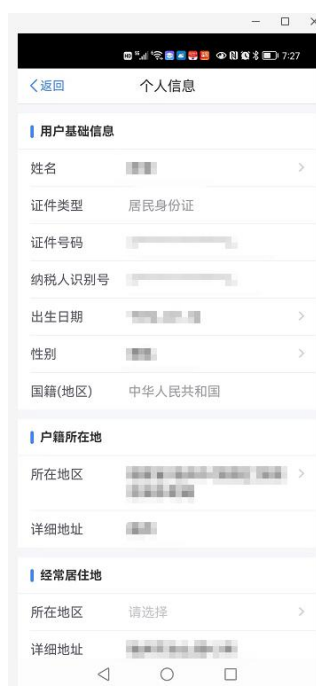 7:27
返回
个人信息
用户基础信息
姓名
证件类型 居民身份证
证件号码
纳税人识别号
出生日期
性别
国籍(地区) 中华人民共和国
户籍所在地
所在地区
详细地址
经常居住地
所在地区 请选择
详细地址